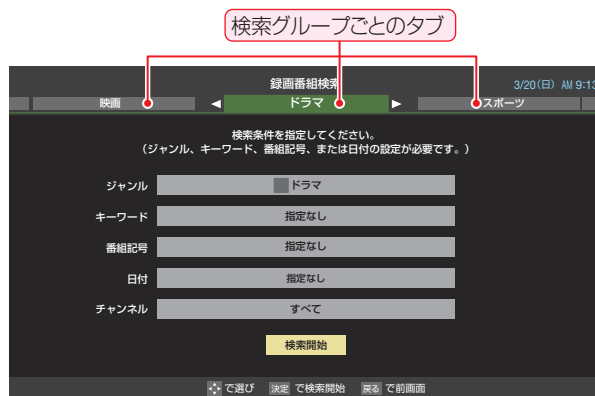 検索グループごとのタブ
録画番組検索
3/20(日) AM 9:13
映画 ◀ ドラマ ▶ スポーツ
検索条件を指定してください。
(ジャンル、キーワード、番組記号、または日付の設定が必要です。)
ジャンル ドラマ
キーワード 指定なし
番組記号 指定なし
日付 指定なし
チャンネル すべて
検索開始
で選び 決定 で検索開始 戻る で前画面